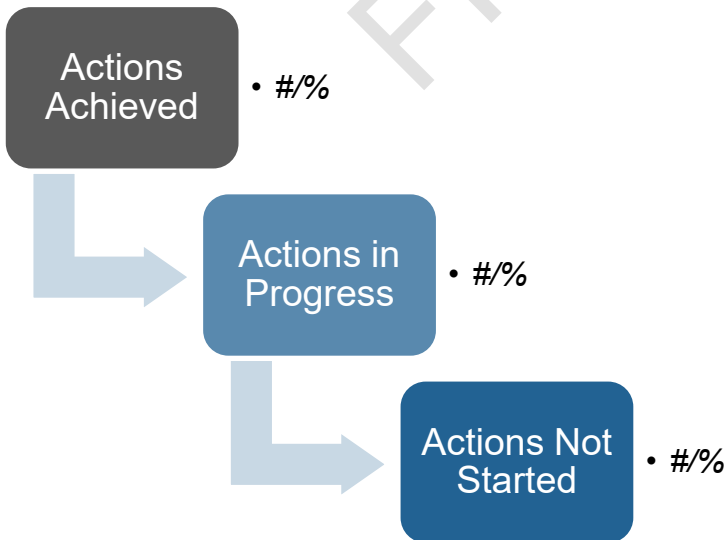 Actions
Achieved
• #/%
Actions in
Progress
• #/%
Actions Not
Started
• #/%